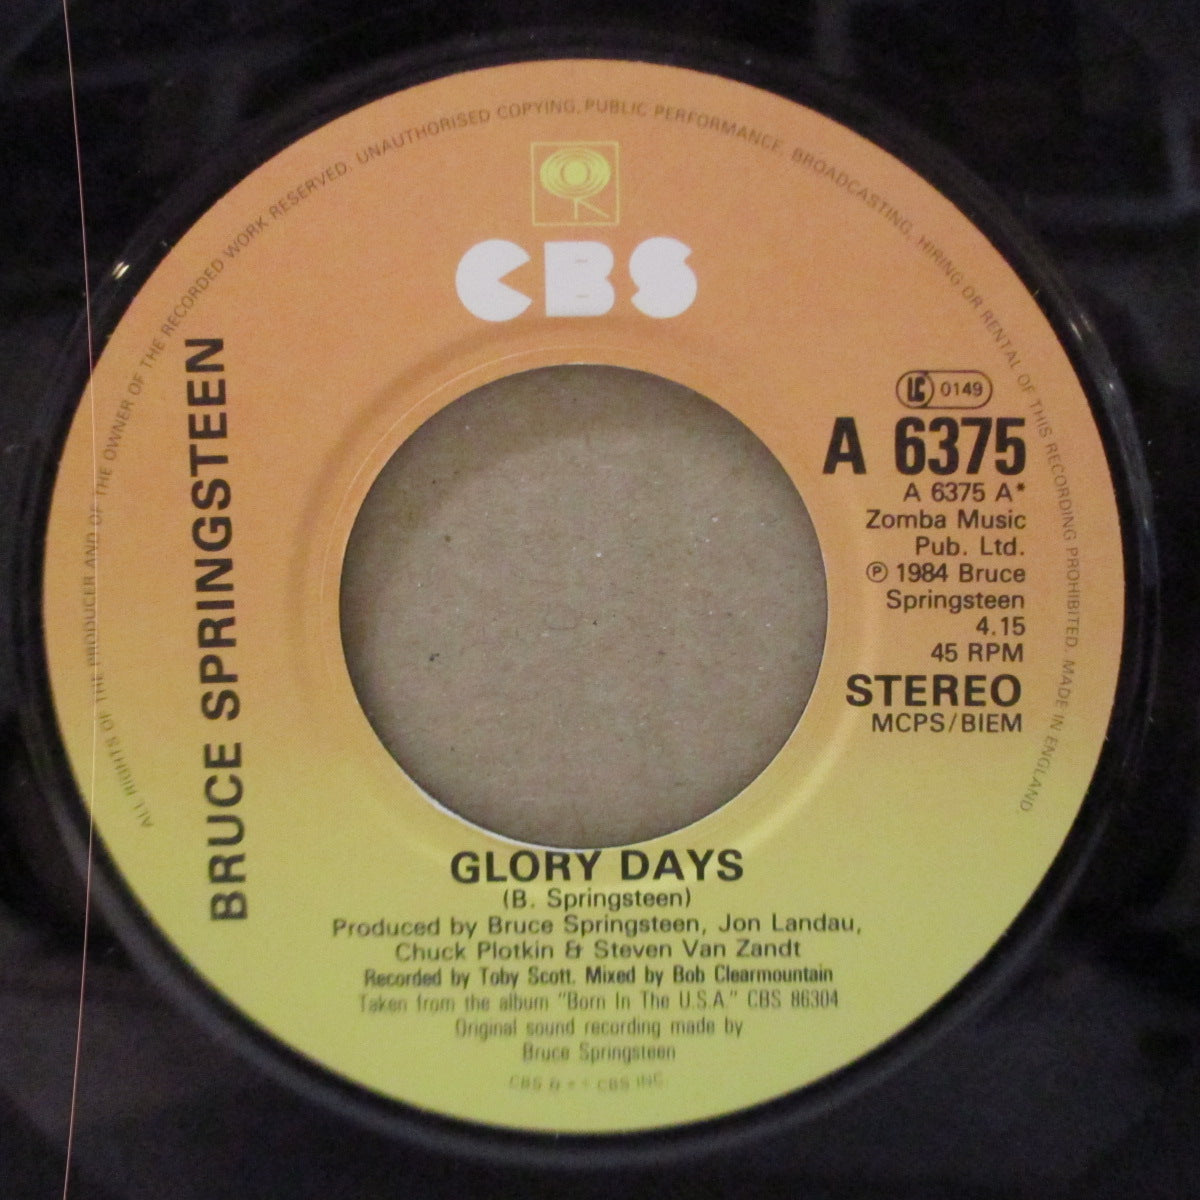 ALL RIGHTS OF THE PRODUCER AND OF THE OWNER OF THE RECORDED WORK RESERVED. UNAUTHORISED COPYING, PUBLIC PERFORMANCE, BROADCASTING, HIRING OR RENTAL OF THIS RECORDING PROHIBITED. MADE IN ENGLAND
CBS
BRUCE SPRINGSTEEN
LC 0149
A 6375
A 6375 A*
Zomba Music
Pub. Ltd.
℗ 1984 Bruce
Springsteen
4.15
45 RPM
STEREO
MCPS/BIEM
GLORY DAYS
(B. Springsteen)
Produced by Bruce Springsteen, Jon Landau,
Chuck Plotkin & Steven Van Zandt
Recorded by Toby Scott. Mixed by Bob Clearmountain
Taken from the album "Born In The U.S.A." CBS 86304
Original sound recording made by
Bruce Springsteen
CBS & CBS INC.